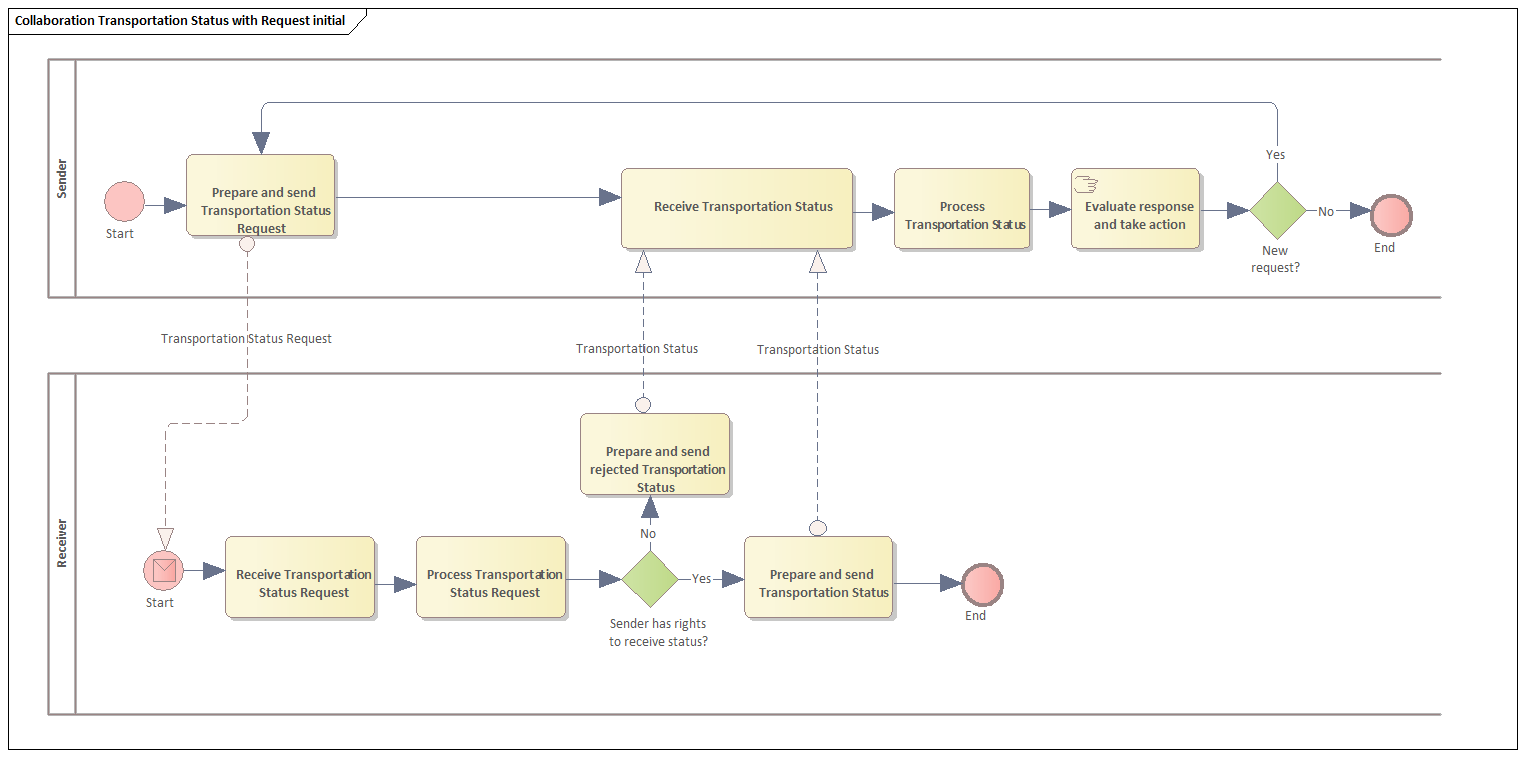 Collaboration Transportation Status with Request initial
Sender
Start
Prepare and send
Transportation Status
Request
Receive Transportation Status
Process
Transportation Status
Evaluate response
and take action
Yes
New
request?
No
End
Transportation Status Request
Transportation Status
Transportation Status
Receiver
Start
Receive Transportation
Status Request
Process Transportation
Status Request
Prepare and send
rejected Transportation
Status
No
Sender has rights
to receive status?
Yes
Prepare and send
Transportation Status
End